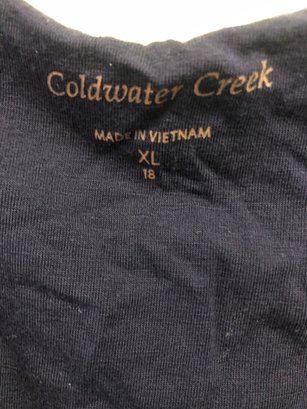 Coldwater Creek
MADE IN VIETNAM
XL
18